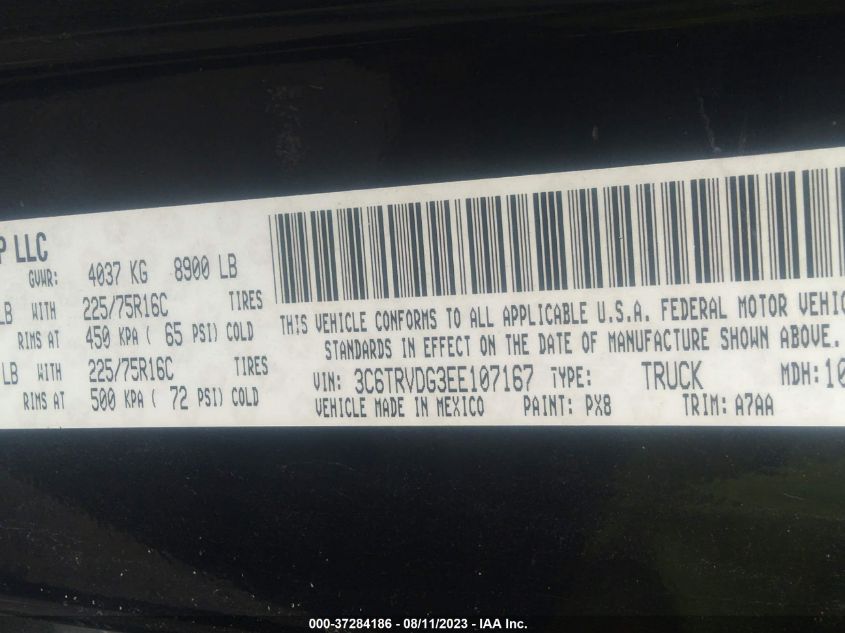 P LLC
GVWR: 4037 KG 8900 LB
LB WITH 225/75R16C TIRES
RIMS AT 450 KPA ( 65 PSI) COLD
LB WITH 225/75R16C TIRES
RIMS AT 500 KPA ( 72 PSI) COLD
THIS VEHICLE CONFORMS TO ALL APPLICABLE U.S.A. FEDERAL MOTOR VEHIC
STANDARDS IN EFFECT ON THE DATE OF MANUFACTURE SHOWN ABOVE.
VIN: 3C6TRVDG3EE107167 TYPE: TRUCK MDH: 10
VEHICLE MADE IN MEXICO PAINT: PX8 TRIM: A7AA
000-37284186 - 08/11/2023 - IAA Inc.